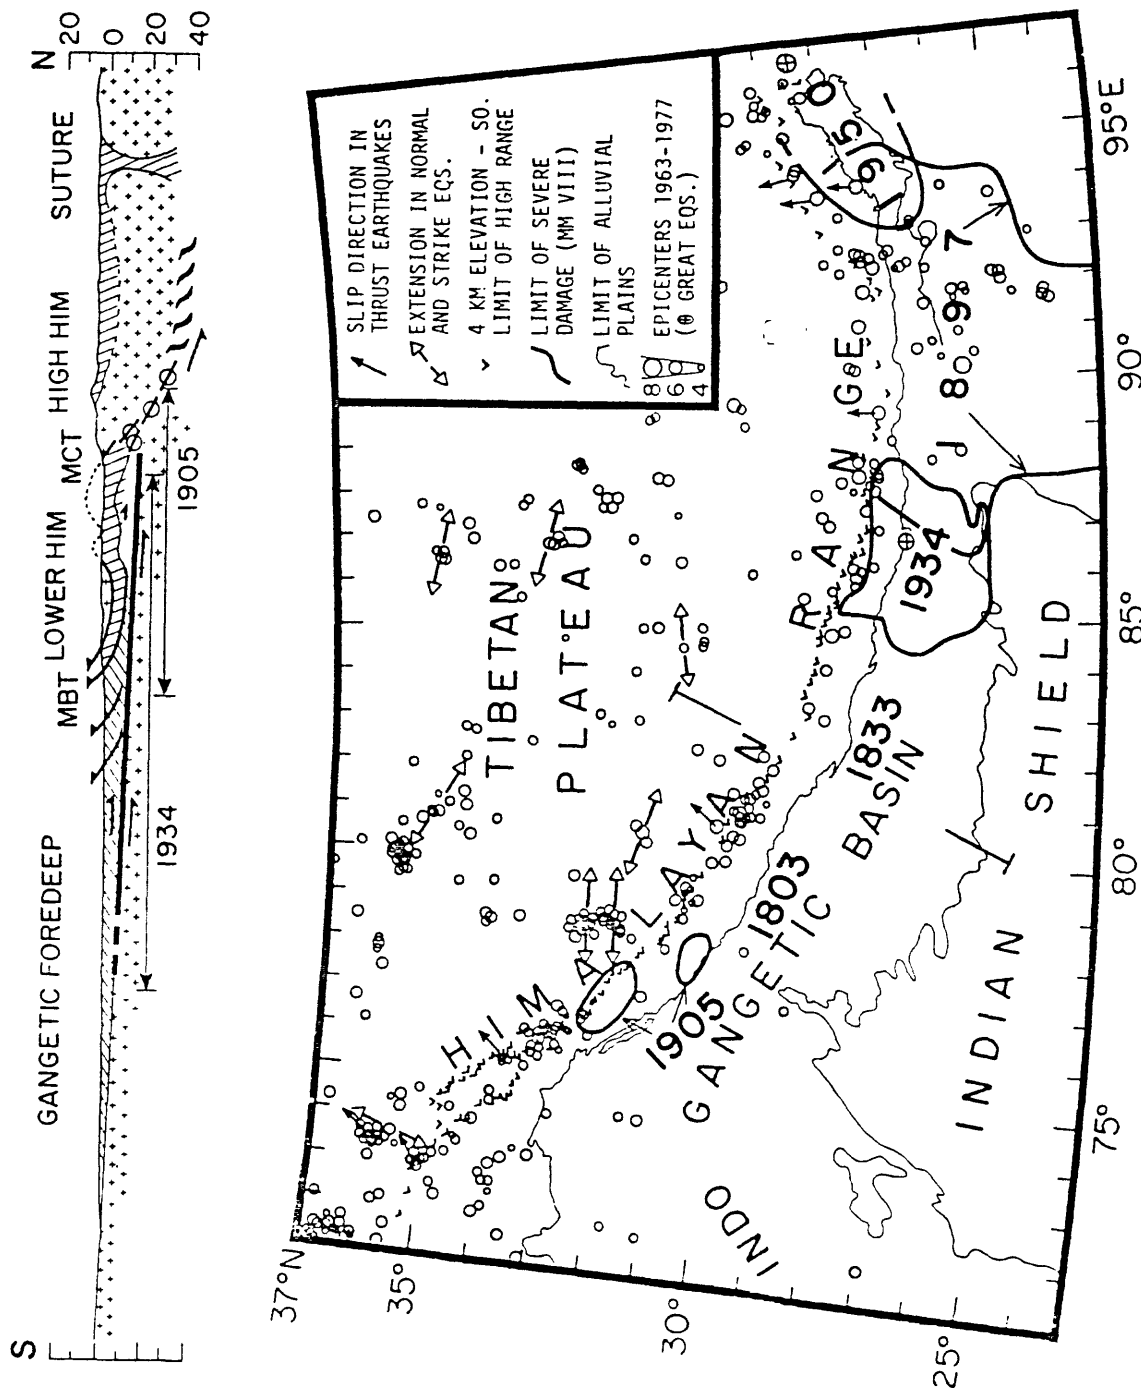 S
GANGETIC FOREDEEP
MBT
LOWER HIM
MCT
HIGH HIM
SUTURE
N
20
0
20
40
1934
1905
SLIP DIRECTION IN
THRUST EARTHQUAKES
EXTENSION IN NORMAL
AND STRIKE EQS.
4 KM ELEVATION - SO.
LIMIT OF HIGH RANGE
LIMIT OF SEVERE
DAMAGE (MM VIII)
LIMIT OF ALLUVIAL
PLAINS
EPICENTERS 1963-1977
(⊕ GREAT EQS.)
8
6
4
TIBETAN
PLATEAU
HIMALAYAN RANGE
1905
1803
1833
1934
1897
1950
INDO
GANGETIC BASIN
INDIAN SHIELD
37°N
35°
30°
25°
75°
80°
85°
90°
95°E